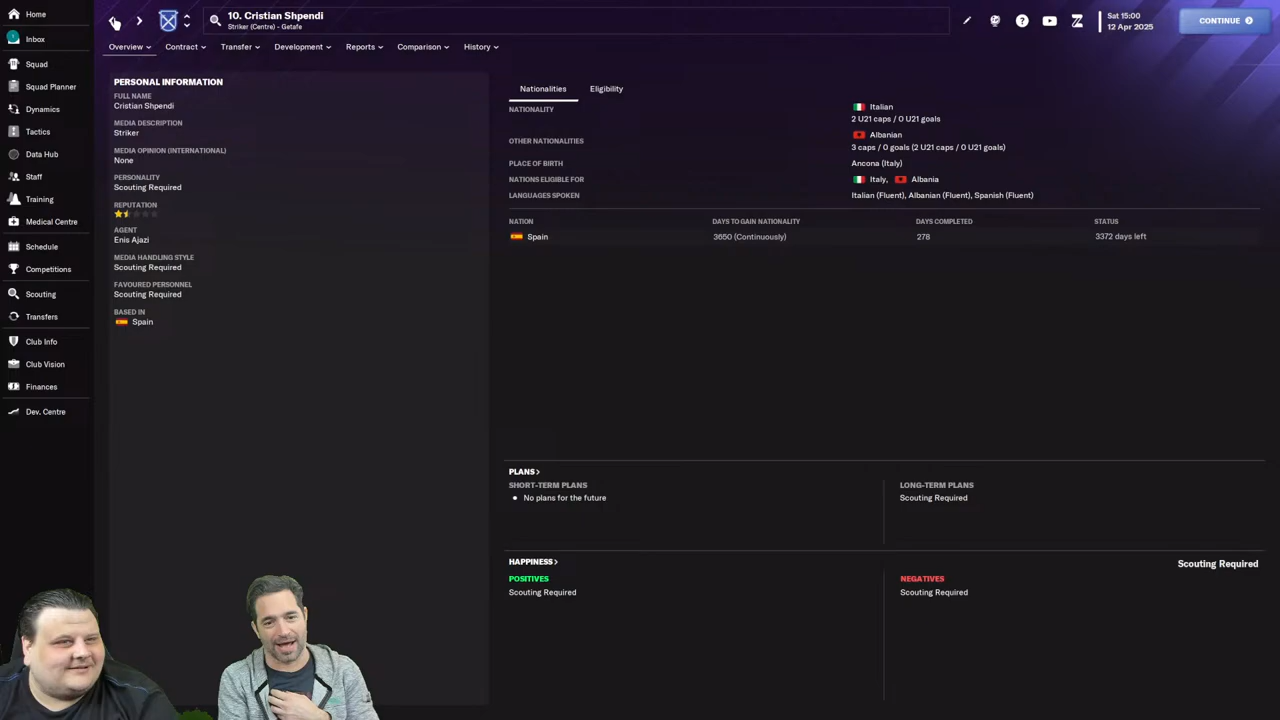 Home
Inbox
Squad
Squad Planner
Dynamics
Tactics
Data Hub
Staff
Training
Medical Centre
Schedule
Competitions
Scouting
Transfers
Club Info
Club Vision
Finances
Dev. Centre
10. Cristian Shpendi
Striker (Centre) - Getafe
Sat 15:00
12 Apr 2025
CONTINUE
Overview Contract Transfer Development Reports Comparison History
PERSONAL INFORMATION
FULL NAME
Cristian Shpendi
MEDIA DESCRIPTION
Striker
MEDIA OPINION (INTERNATIONAL)
None
PERSONALITY
Scouting Required
REPUTATION
AGENT
Enis Ajazi
MEDIA HANDLING STYLE
Scouting Required
FAVOURED PERSONNEL
Scouting Required
BASED IN
Spain
Nationalities Eligibility
NATIONALITY Italian
2 U21 caps / 0 U21 goals
OTHER NATIONALITIES Albanian
3 caps / 0 goals (2 U21 caps / 0 U21 goals)
PLACE OF BIRTH Ancona (Italy)
NATIONS ELIGIBLE FOR Italy, Albania
LANGUAGES SPOKEN Italian (Fluent), Albanian (Fluent), Spanish (Fluent)
NATION DAYS TO GAIN NATIONALITY DAYS COMPLETED STATUS
Spain 3650 (Continuously) 278 3372 days left
PLANS >
SHORT-TERM PLANS
No plans for the future
LONG-TERM PLANS
Scouting Required
HAPPINESS > Scouting Required
POSITIVES
Scouting Required
NEGATIVES
Scouting Required